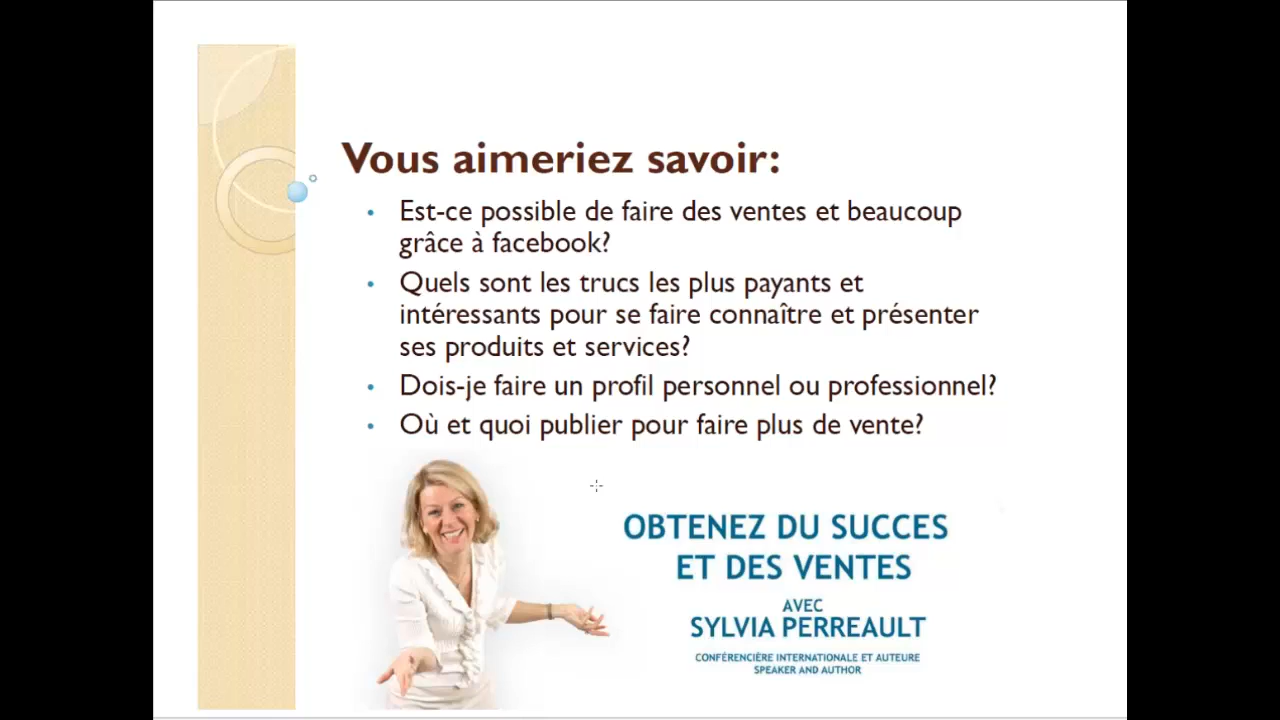 Vous aimeriez savoir:
• Est-ce possible de faire des ventes et beaucoup
grâce à facebook?
• Quels sont les trucs les plus payants et
intéressants pour se faire connaître et présenter
ses produits et services?
• Dois-je faire un profil personnel ou professionnel?
• Où et quoi publier pour faire plus de vente?
OBTENEZ DU SUCCES
ET DES VENTES
AVEC
SYLVIA PERREAULT
CONFÉRENCIÈRE INTERNATIONALE ET AUTEURE
SPEAKER AND AUTHOR